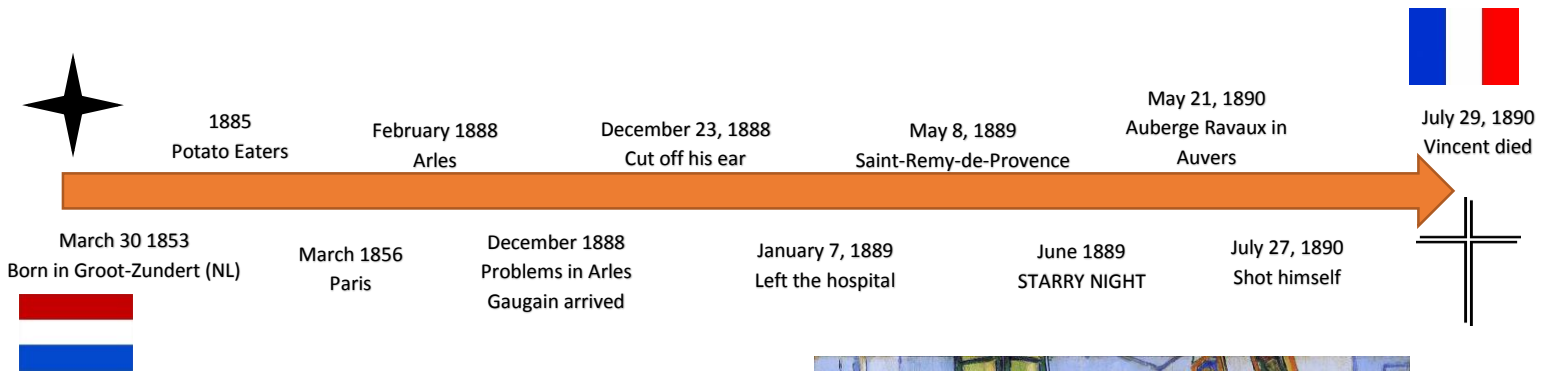 March 30 1853
Born in Groot-Zundert (NL)
1885
Potato Eaters
March 1856
Paris
February 1888
Arles
December 1888
Problems in Arles
Gaugain arrived
December 23, 1888
Cut off his ear
January 7, 1889
Left the hospital
May 8, 1889
Saint-Remy-de-Provence
June 1889
STARRY NIGHT
May 21, 1890
Auberge Ravaux in
Auvers
July 27, 1890
Shot himself
July 29, 1890
Vincent died